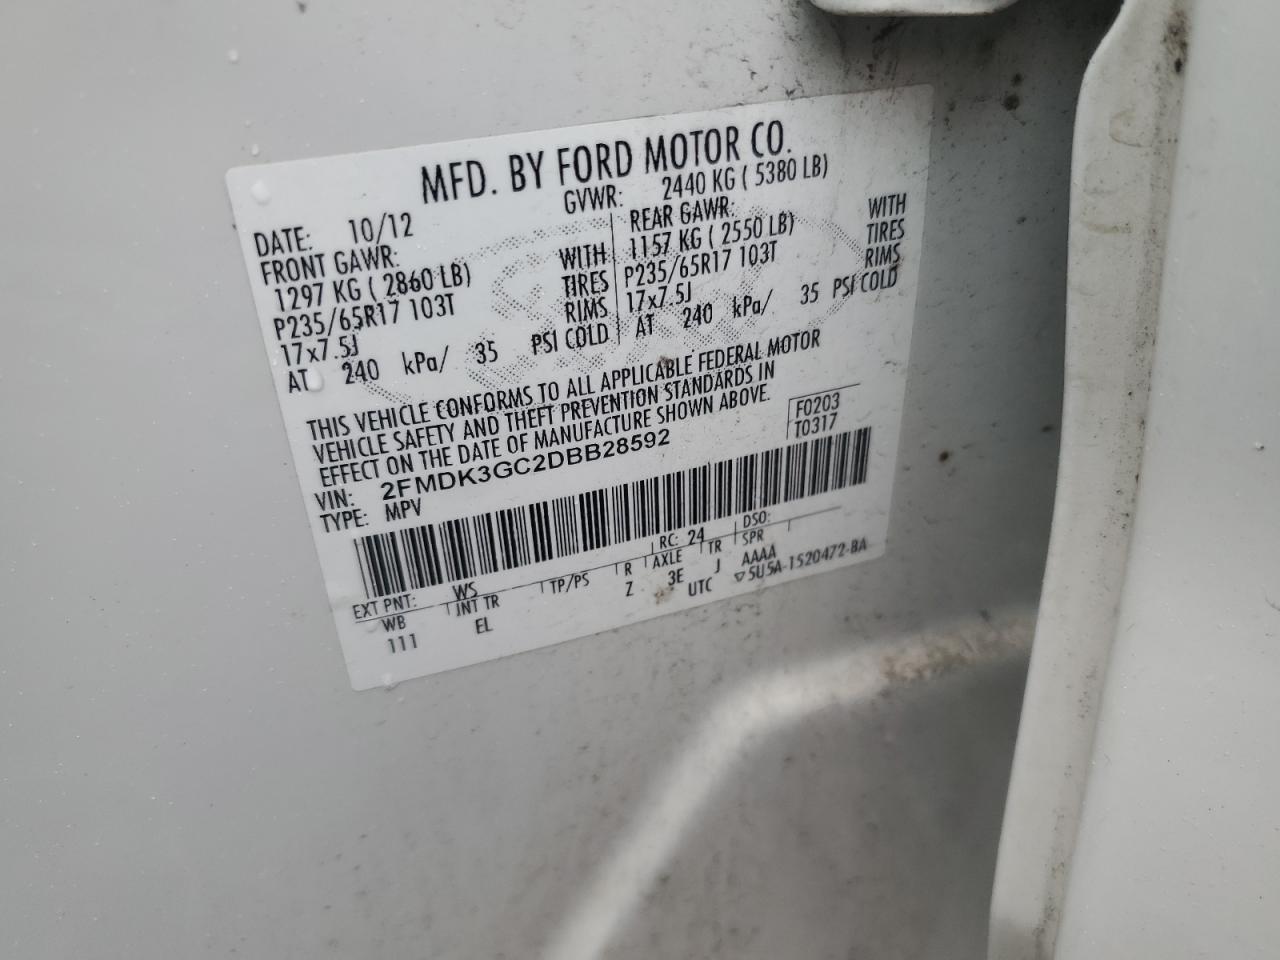 MFD. BY FORD MOTOR CO.
DATE: 10/12 GVWR: 2440 KG ( 5380 LB)
FRONT GAWR: REAR GAWR:
1297 KG ( 2860 LB) WITH 1157 KG ( 2550 LB) WITH
P235/65R17 103T TIRES P235/65R17 103T TIRES
17x7.5J RIMS 17x7.5J RIMS
AT 240 kPa/ 35 PSI COLD AT 240 kPa/ 35 PSI COLD
THIS VEHICLE CONFORMS TO ALL APPLICABLE FEDERAL MOTOR
VEHICLE SAFETY AND THEFT PREVENTION STANDARDS IN
EFFECT ON THE DATE OF MANUFACTURE SHOWN ABOVE.
F0203
T0317
VIN: 2FMDK3GC2DBB28592
TYPE: MPV
EXT PNT: WS RC: 24 DSO:
WB INT TR TP/PS R AXLE TR SPR
111 EL Z 3E J AAAA
UTC ▽5U5A-1520472-BA